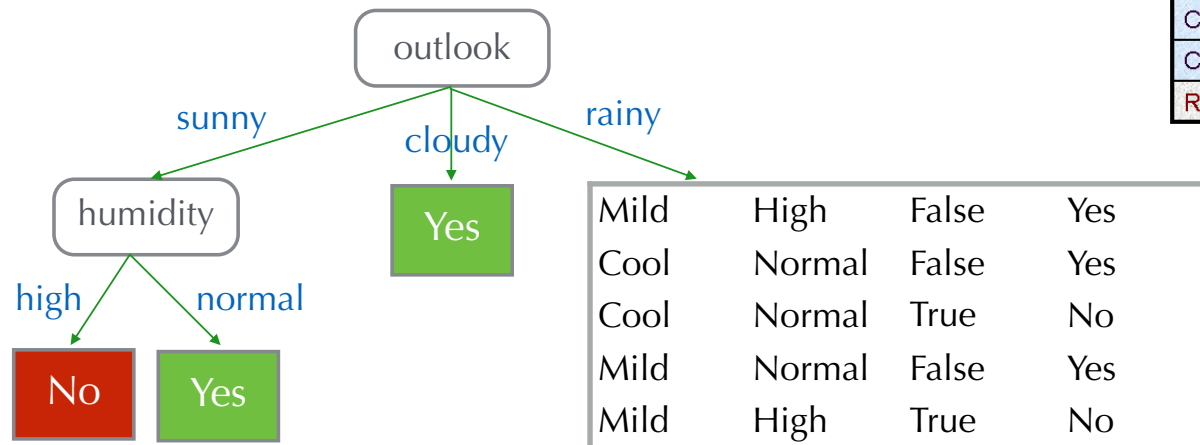 outlook
sunny
cloudy
rainy
humidity
Yes
high
normal
No
Yes
Mild High False Yes
Cool Normal False Yes
Cool Normal True No
Mild Normal False Yes
Mild High True No
C
C
R